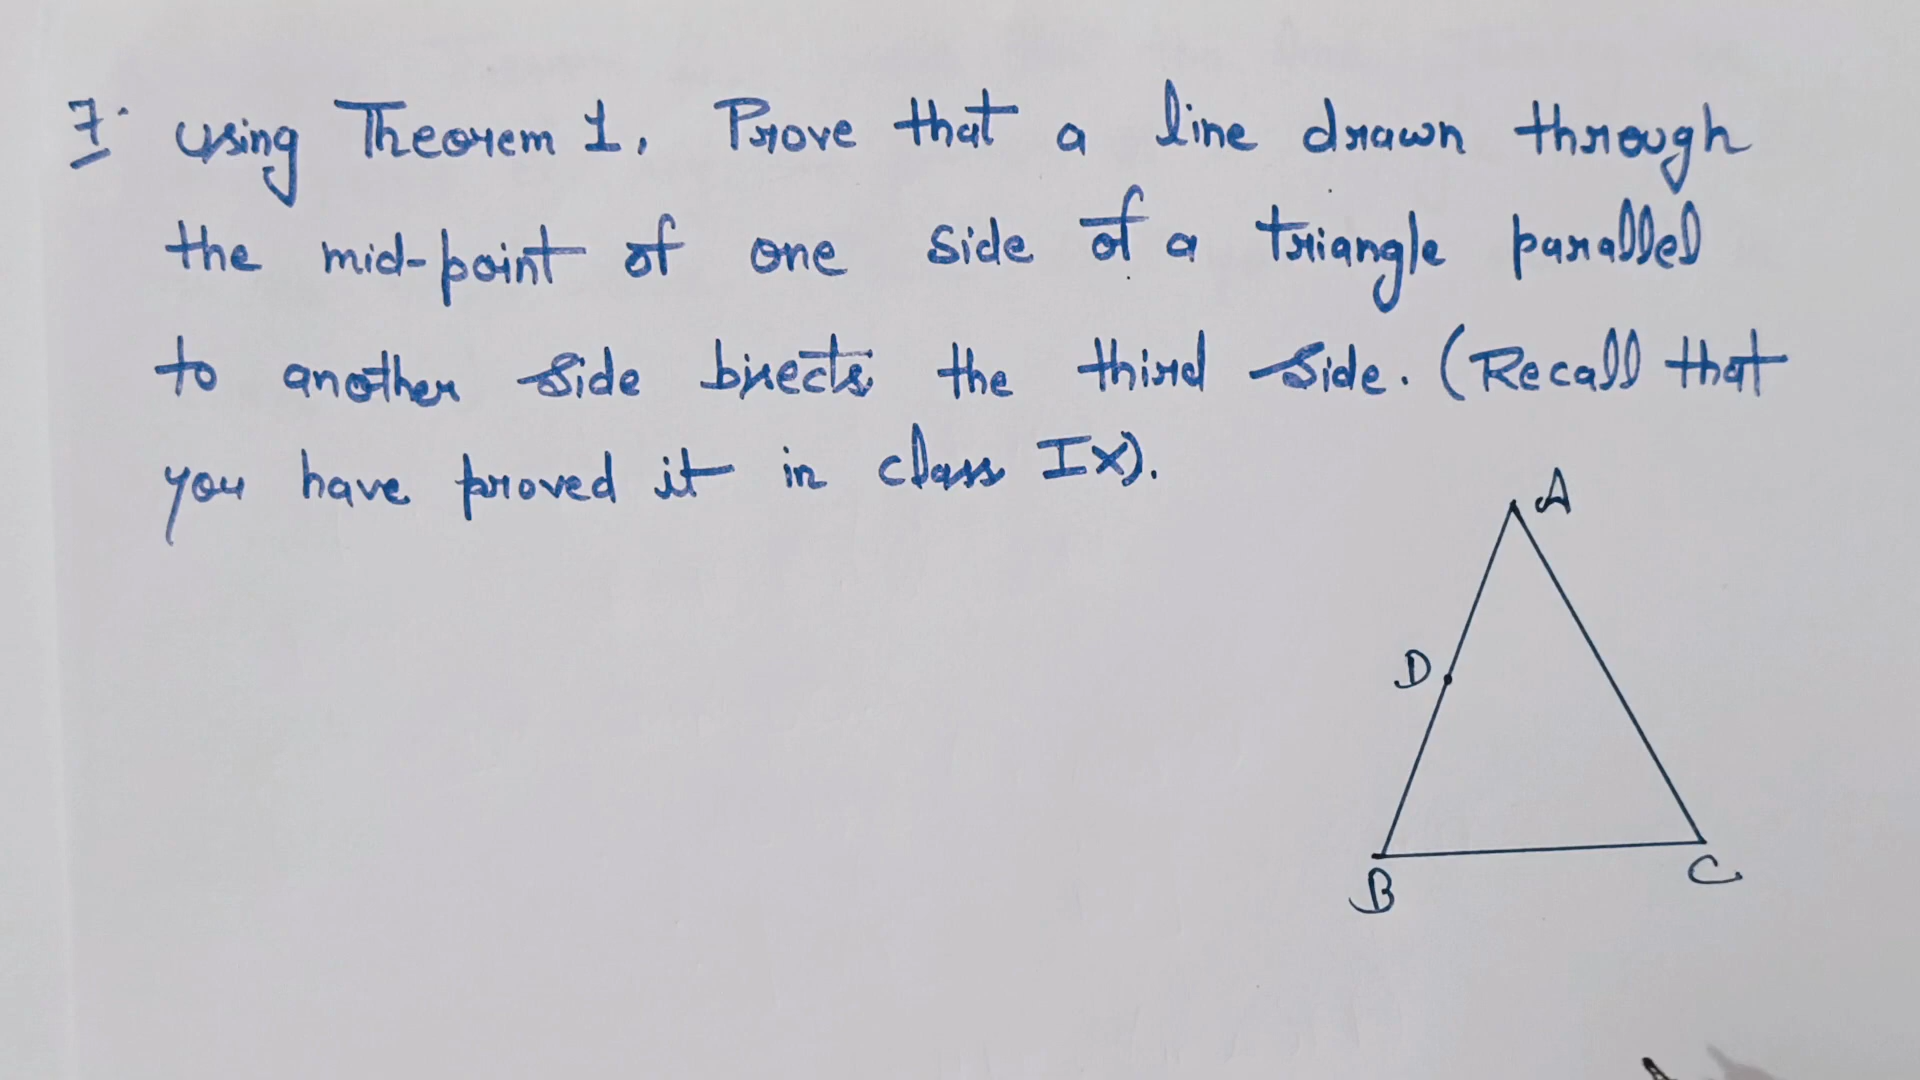 7. Using Theorem 1, Prove that a line drawn through
the mid-point of one side of a triangle parallel
to another side bisects the third side. (Recall that
you have proved it in class IX).
A
D
B
C